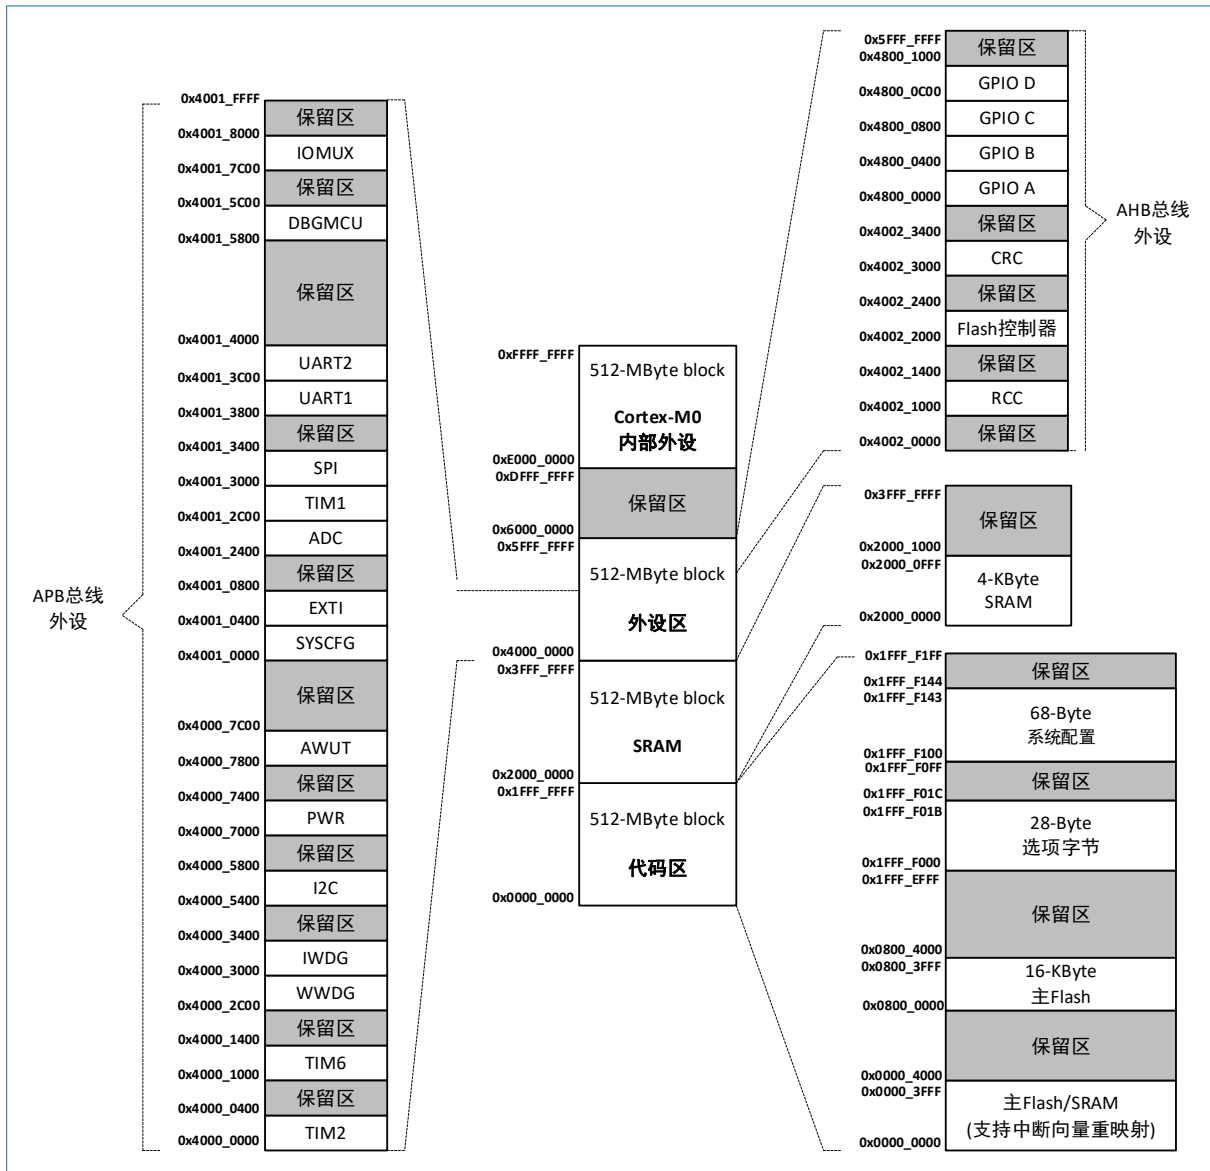 0x4001_FFFF
保留区
0x4001_8000
IOMUX
0x4001_7C00
保留区
0x4001_5C00
DBGMCU
0x4001_5800
保留区
0x4001_4000
UART2
0x4001_3C00
UART1
0x4001_3800
保留区
0x4001_3400
SPI
0x4001_3000
TIM1
0x4001_2C00
ADC
0x4001_2400
保留区
0x4001_0800
EXTI
0x4001_0400
SYSCFG
0x4001_0000
保留区
0x4000_7C00
AWUT
0x4000_7800
保留区
0x4000_7400
PWR
0x4000_7000
保留区
0x4000_5800
I2C
0x4000_5400
保留区
0x4000_3400
IWDG
0x4000_3000
WWDG
0x4000_2C00
保留区
0x4000_1400
TIM6
0x4000_1000
保留区
0x4000_0400
TIM2
0x4000_0000
APB总线
外设
0xFFFF_FFFF
512-MByte block
Cortex-M0
内部外设
0xE000_0000
0xDFFF_FFFF
保留区
0x6000_0000
0x5FFF_FFFF
512-MByte block
外设区
0x4000_0000
0x3FFF_FFFF
512-MByte block
SRAM
0x2000_0000
0x1FFF_FFFF
512-MByte block
代码区
0x0000_0000
0x5FFF_FFFF
保留区
0x4800_1000
GPIO D
0x4800_0C00
GPIO C
0x4800_0800
GPIO B
0x4800_0400
GPIO A
0x4800_0000
保留区
0x4002_3400
CRC
0x4002_3000
保留区
0x4002_2400
Flash控制器
0x4002_2000
保留区
0x4002_1400
RCC
0x4002_1000
保留区
0x4002_0000
AHB总线
外设
0x3FFF_FFFF
保留区
0x2000_1000
0x2000_0FFF
4-KByte
SRAM
0x2000_0000
0x1FFF_F1FF
保留区
0x1FFF_F144
0x1FFF_F143
68-Byte
系统配置
0x1FFF_F100
0x1FFF_F0FF
保留区
0x1FFF_F01C
0x1FFF_F01B
28-Byte
选项字节
0x1FFF_F000
0x1FFF_EFFF
保留区
0x0800_4000
0x0800_3FFF
16-KByte
主Flash
0x0800_0000
保留区
0x0000_4000
0x0000_3FFF
主Flash/SRAM
(支持中断向量重映射)
0x0000_0000